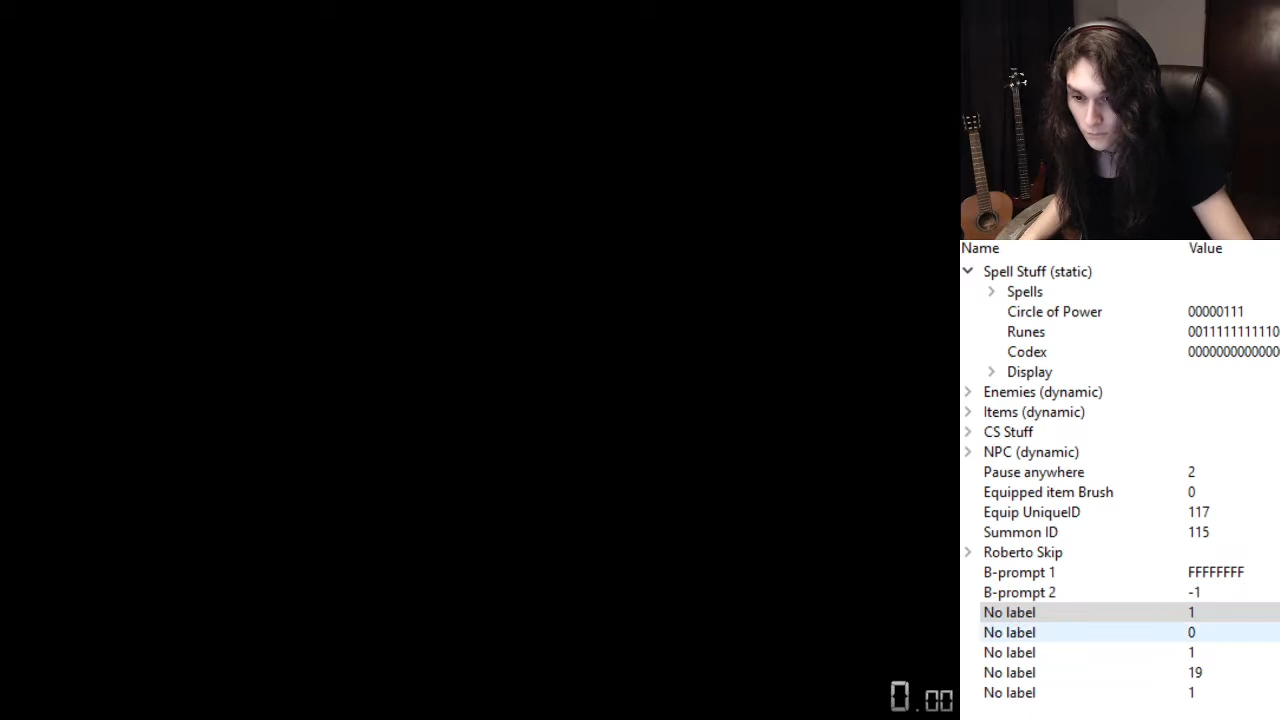 Name Value
Spell Stuff (static)
Spells
Circle of Power 00000111
Runes 0011111111110
Codex 0000000000000
Display
Enemies (dynamic)
Items (dynamic)
CS Stuff
NPC (dynamic)
Pause anywhere 2
Equipped item Brush 0
Equip UniqueID 117
Summon ID 115
Roberto Skip
B-prompt 1 FFFFFFFF
B-prompt 2 -1
No label 1
No label 0
No label 1
No label 19
No label 1
0.00